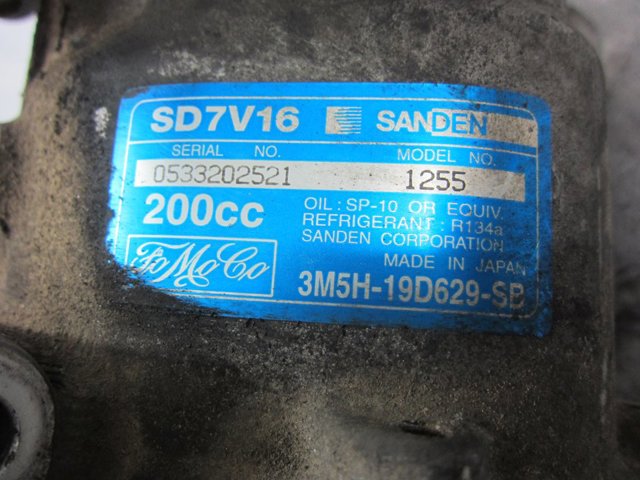 SD7V16 SANDEN
SERIAL NO. MODEL NO.
0533202521 1255
200cc
OIL : SP-10 OR EQUIV.
REFRIGERANT : R134a
SANDEN CORPORATION
MADE IN JAPAN
FoMoCo
3M5H-19D629-SB